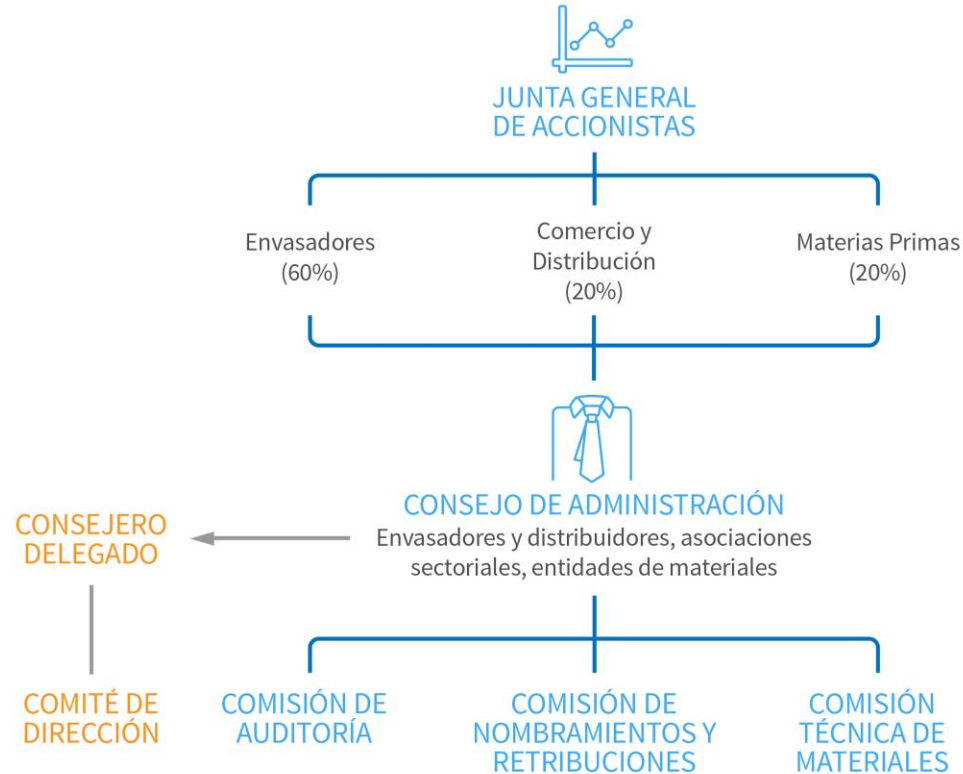 JUNTA GENERAL
DE ACCIONISTAS
Envasadores
(60%)
Comercio y
Distribución
(20%)
Materias Primas
(20%)
CONSEJO DE ADMINISTRACIÓN
Envasadores y distribuidores, asociaciones
sectoriales, entidades de materiales
CONSEJERO
DELEGADO
COMITÉ DE
DIRECCIÓN
COMISIÓN DE
AUDITORÍA
COMISIÓN DE
NOMBRAMIENTOS Y
RETRIBUCIONES
COMISIÓN
TÉCNICA DE
MATERIALES